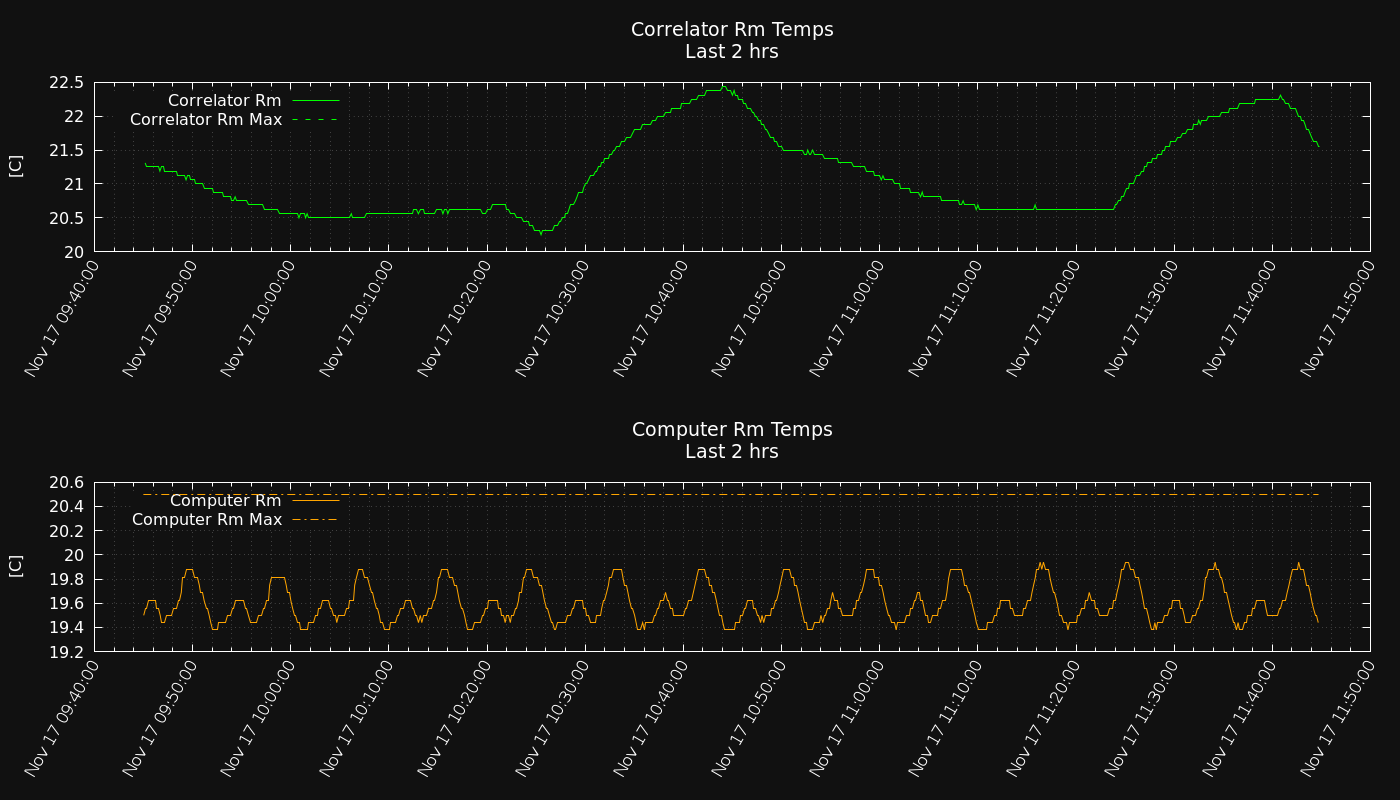 Correlator Rm Temps
Last 2 hrs
22.5
22
21.5
21
20.5
20
[C]
Correlator Rm
Correlator Rm Max
Nov 17 09:40:00
Nov 17 09:50:00
Nov 17 10:00:00
Nov 17 10:10:00
Nov 17 10:20:00
Nov 17 10:30:00
Nov 17 10:40:00
Nov 17 10:50:00
Nov 17 11:00:00
Nov 17 11:10:00
Nov 17 11:20:00
Nov 17 11:30:00
Nov 17 11:40:00
Nov 17 11:50:00
Computer Rm Temps
Last 2 hrs
20.6
20.4
20.2
20
19.8
19.6
19.4
19.2
[C]
Computer Rm
Computer Rm Max
Nov 17 09:40:00
Nov 17 09:50:00
Nov 17 10:00:00
Nov 17 10:10:00
Nov 17 10:20:00
Nov 17 10:30:00
Nov 17 10:40:00
Nov 17 10:50:00
Nov 17 11:00:00
Nov 17 11:10:00
Nov 17 11:20:00
Nov 17 11:30:00
Nov 17 11:40:00
Nov 17 11:50:00